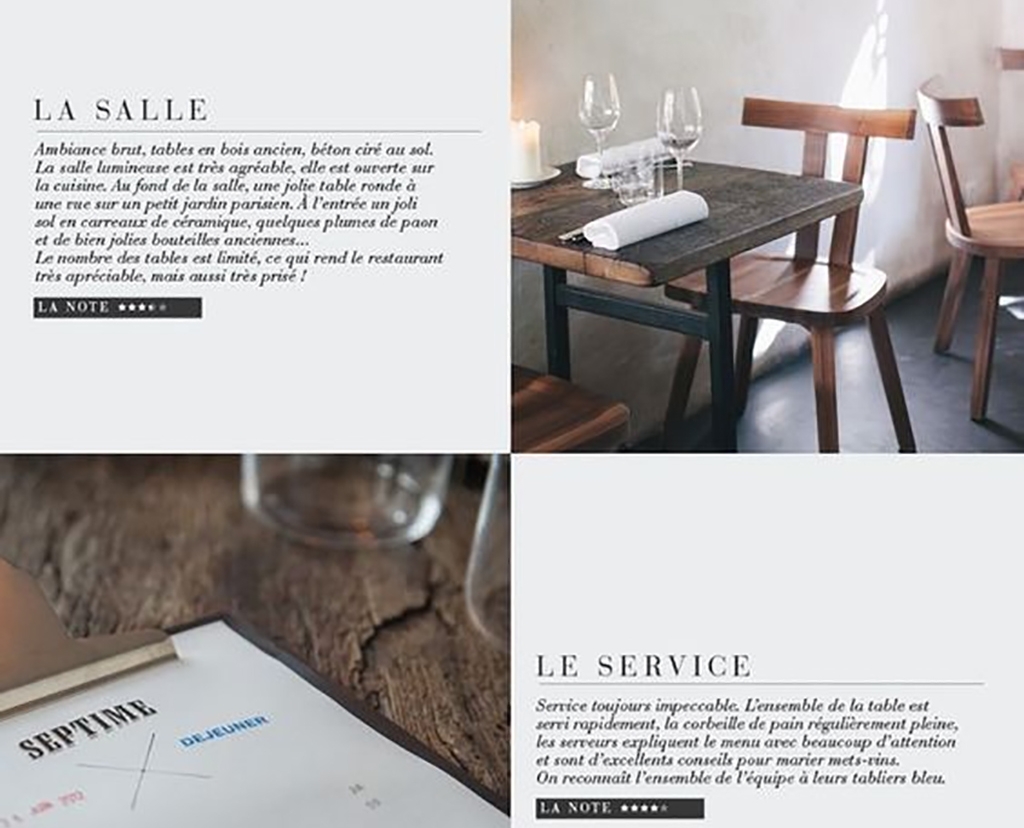 LA SALLE
Ambiance brut, tables en bois ancien, béton ciré au sol.
La salle lumineuse est très agréable, elle est ouverte sur
la cuisine. Au fond de la salle, une jolie table ronde à
une vue sur un petit jardin parisien. À l'entrée un joli
sol en carreaux de céramique, quelques plumes de paon
et de bien jolies bouteilles anciennes...
Le nombre des tables est limité, ce qui rend le restaurant
très apréciable, mais aussi très prisé !
LA NOTE
SEPTIME
DEJEUNER
LE SERVICE
Service toujours impeccable. L'ensemble de la table est
servi rapidement, la corbeille de pain régulièrement pleine,
les serveurs expliquent le menu avec beaucoup d'attention
et sont d'excellents conseils pour marier mets-vins.
On reconnait l'ensemble de l'équipe à leurs tabliers bleu.
LA NOTE